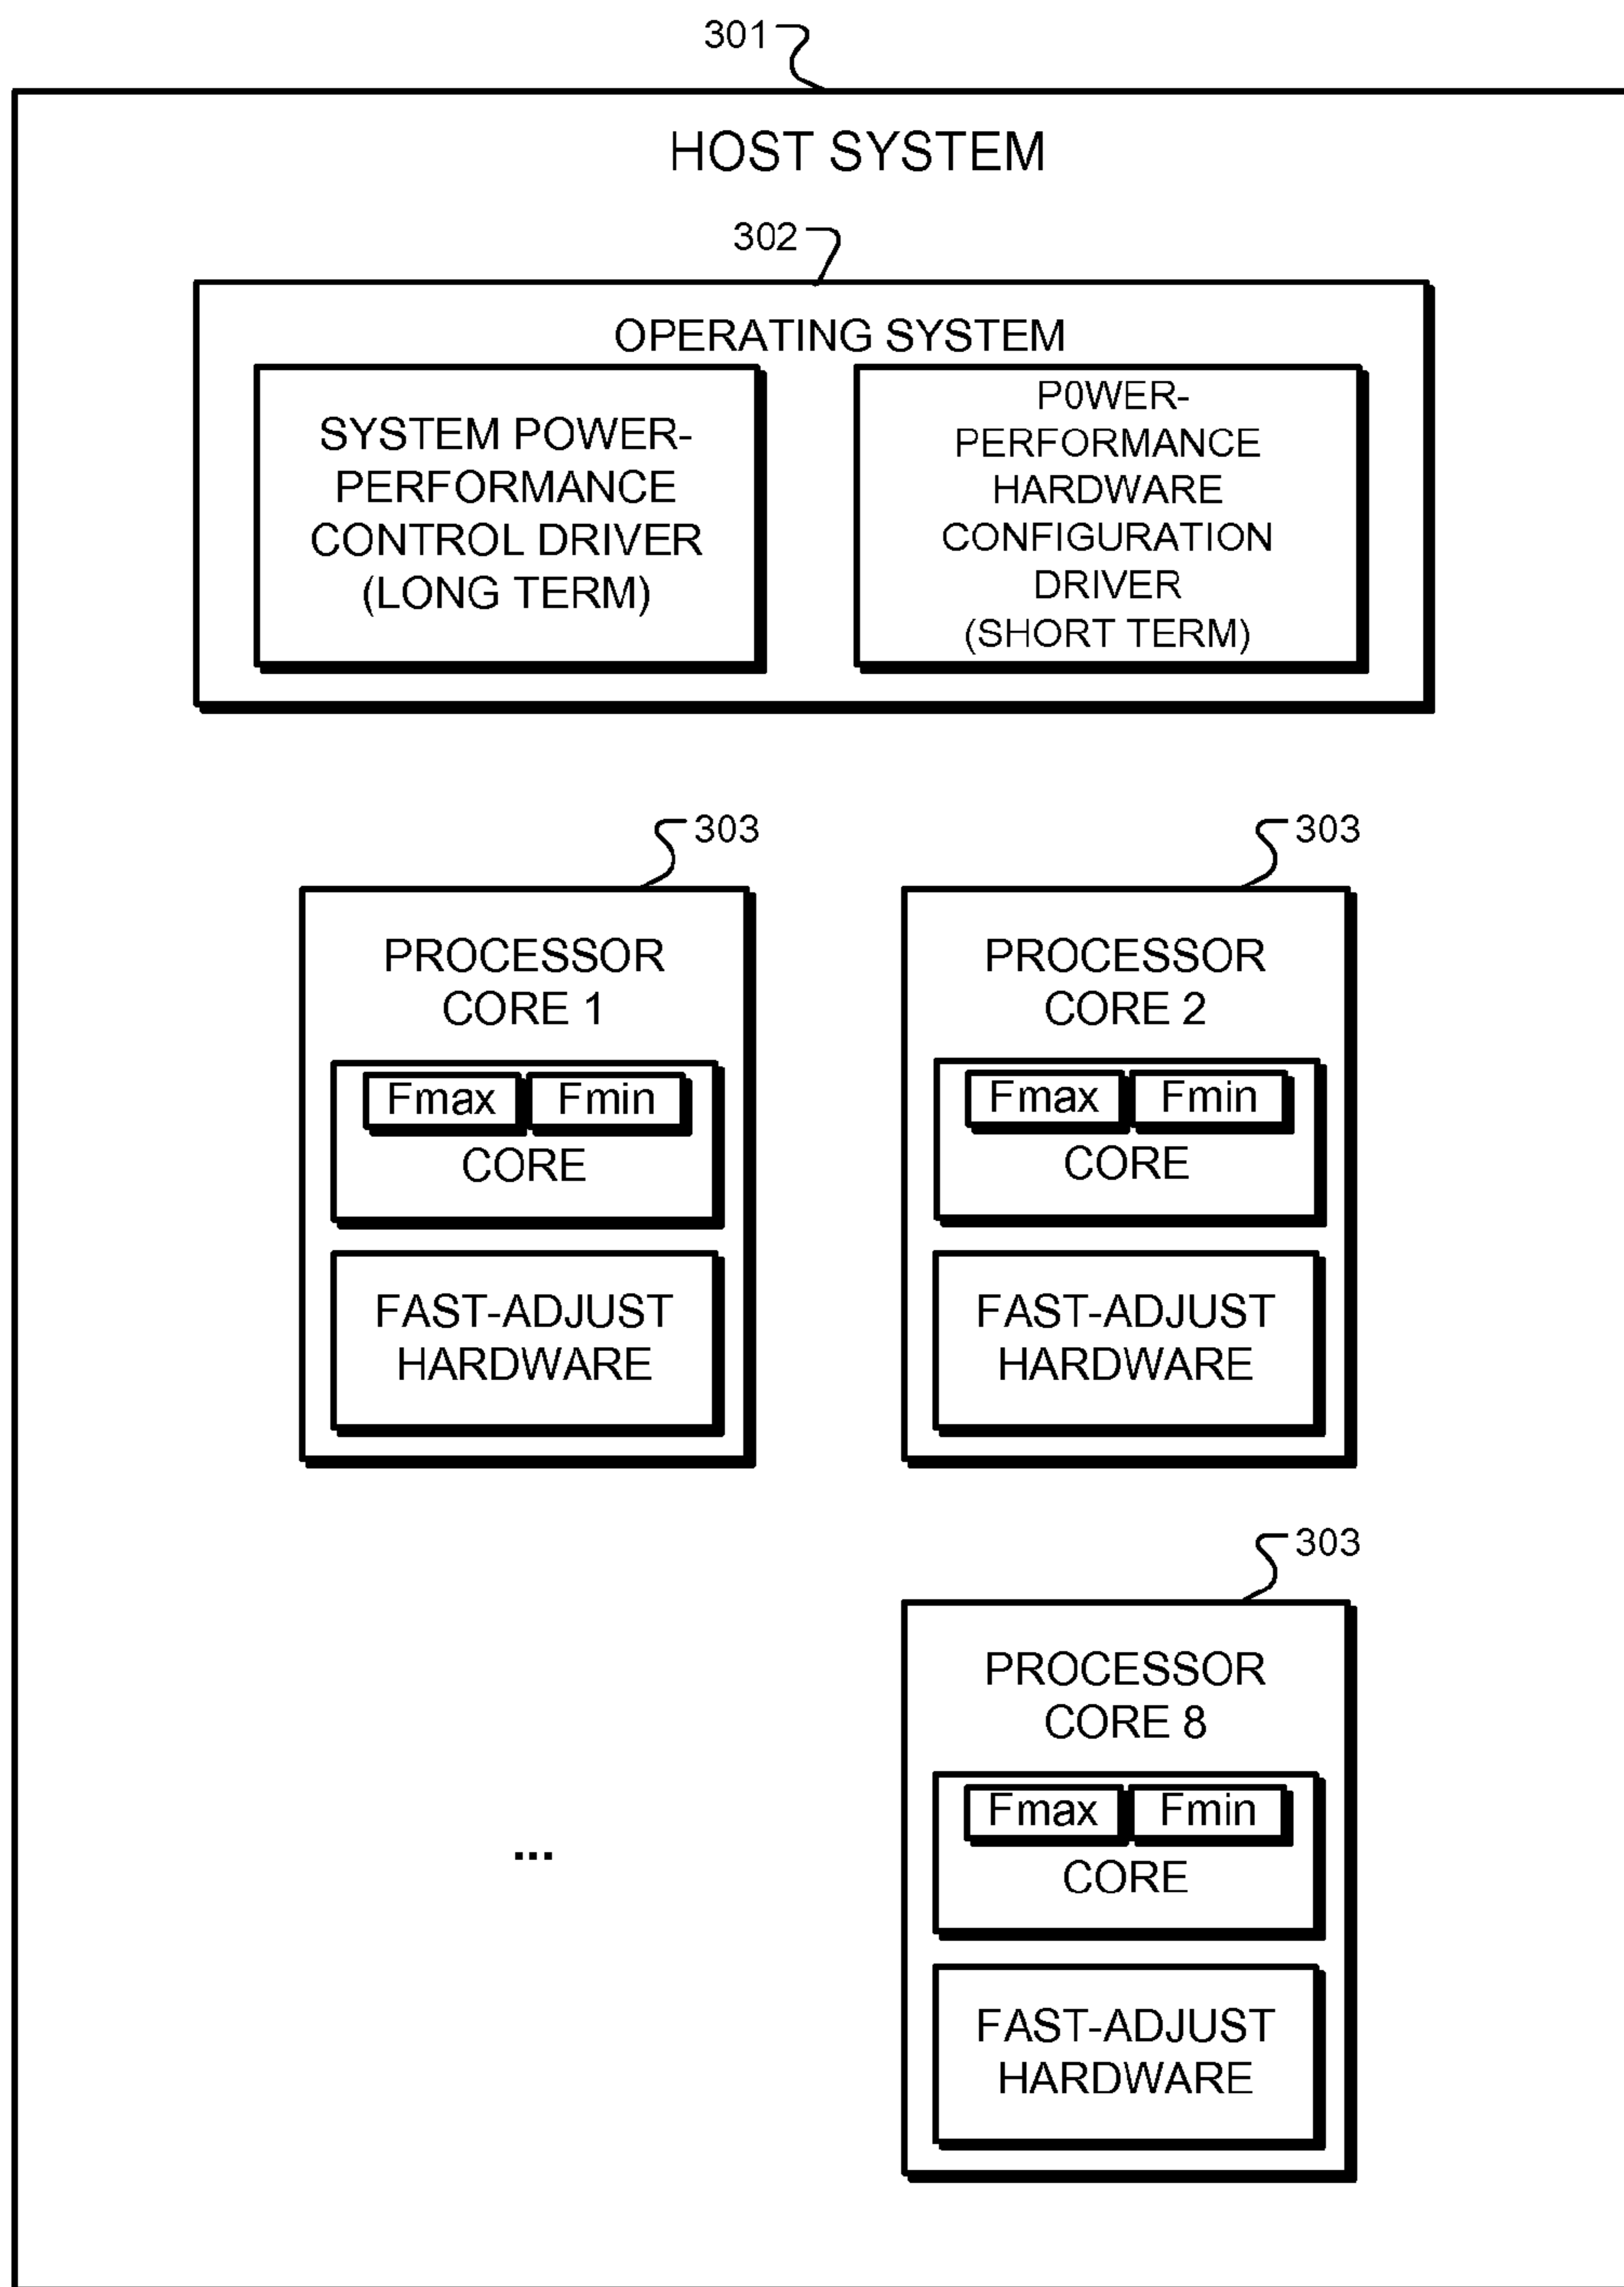 301
HOST SYSTEM
302
OPERATING SYSTEM
SYSTEM POWER-
PERFORMANCE
CONTROL DRIVER
(LONG TERM)
P0WER-
PERFORMANCE
HARDWARE
CONFIGURATION
DRIVER
(SHORT TERM)
303
PROCESSOR
CORE 1
Fmax Fmin
CORE
FAST-ADJUST
HARDWARE
303
PROCESSOR
CORE 2
Fmax Fmin
CORE
FAST-ADJUST
HARDWARE
...
303
PROCESSOR
CORE 8
Fmax Fmin
CORE
FAST-ADJUST
HARDWARE